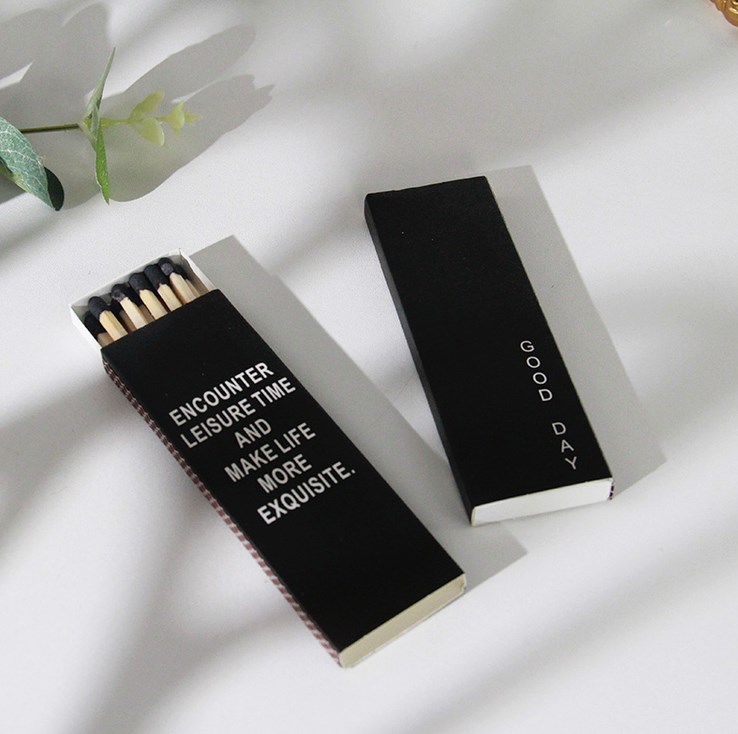 ENCOUNTER
LEISURE TIME
AND
MAKE LIFE
MORE
EXQUISITE.
GOOD DAY